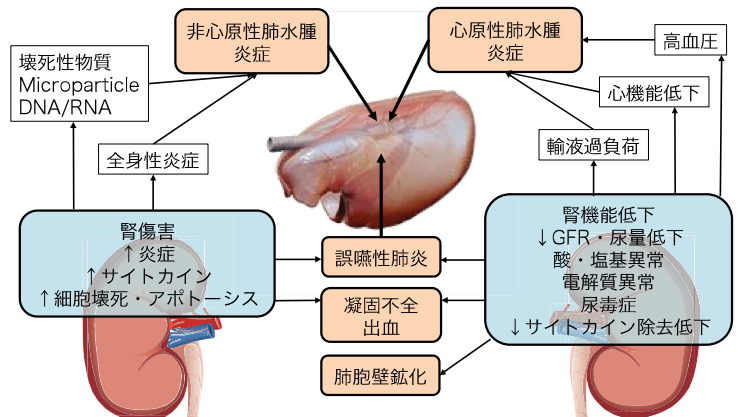 非心原性肺水腫
炎症
心原性肺水腫
炎症
高血圧
壊死性物質
Microparticle
DNA/RNA
心機能低下
全身性炎症
輸液過負荷
腎傷害
↑炎症
↑サイトカイン
↑細胞壊死・アポトーシス
腎機能低下
↓GFR・尿量低下
酸・塩基異常
電解質異常
尿毒症
↓サイトカイン除去低下
誤嚥性肺炎
凝固不全
出血
肺胞壁鉱化